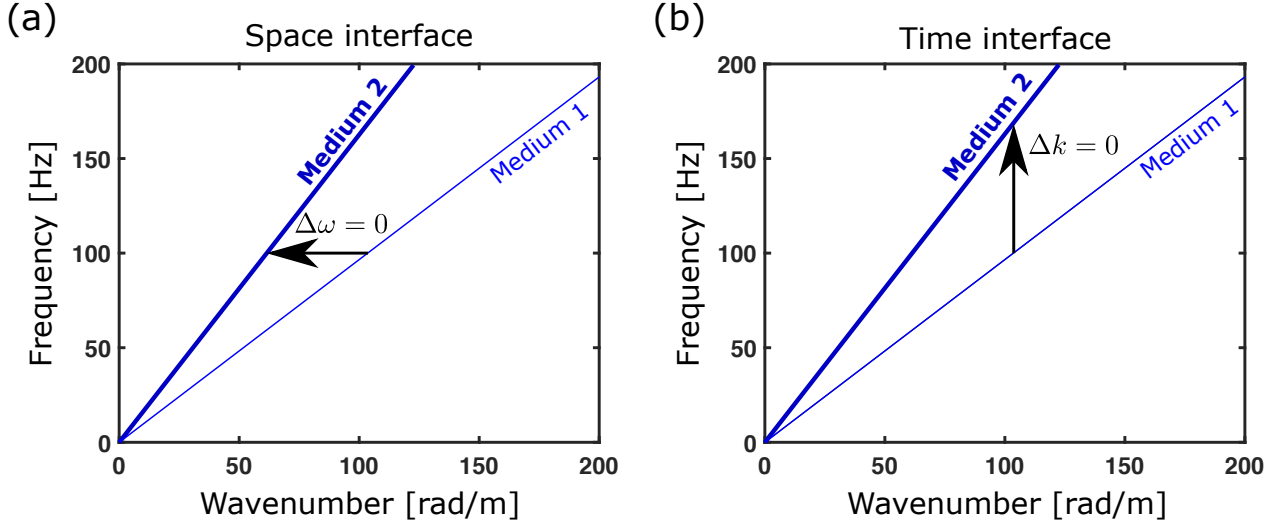 (a)
Space interface
200
150
100
50
0
0
50
100
150
200
Frequency [Hz]
Wavenumber [rad/m]
Medium 2
Medium 1
Δω = 0
(b)
Time interface
200
150
100
50
0
0
50
100
150
200
Frequency [Hz]
Wavenumber [rad/m]
Medium 2
Medium 1
Δk = 0